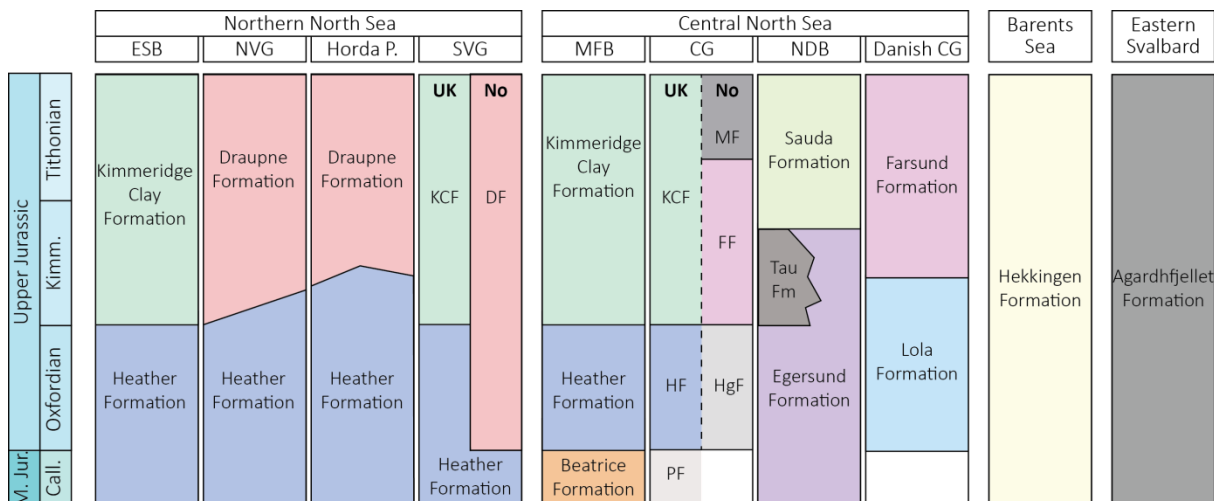 Northern North Sea
Central North Sea
Barents
Sea
Eastern
Svalbard
ESB
NVG
Horda P.
SVG
MFB
CG
NDB
Danish CG
Upper Jurassic
M. Jur.
Tithonian
Kimm.
Oxfordian
Call.
Kimmeridge
Clay
Formation
Heather
Formation
Draupne
Formation
Heather
Formation
Draupne
Formation
Heather
Formation
UK
No
KCF
DF
Heather
Formation
Kimmeridge
Clay
Formation
Heather
Formation
Beatrice
Formation
UK
No
MF
KCF
FF
HF
HgF
PF
Sauda
Formation
Tau
Fm
Egersund
Formation
Farsund
Formation
Lola
Formation
Hekkingen
Formation
Agardhfjellet
Formation